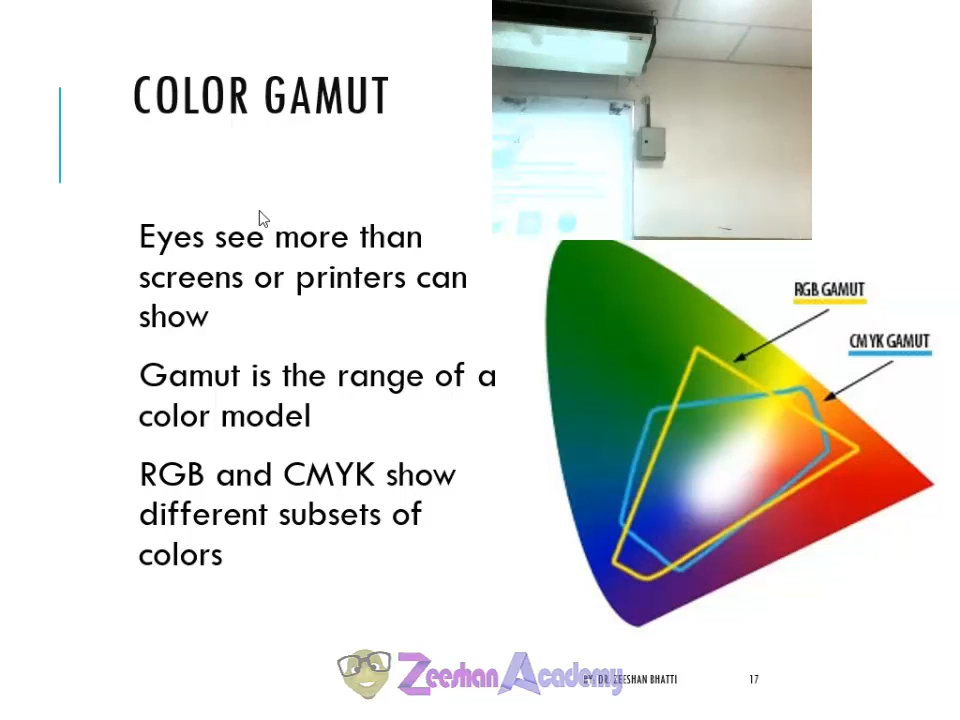 COLOR GAMUT
Eyes see more than
screens or printers can
show
Gamut is the range of a
color model
RGB and CMYK show
different subsets of
colors
RGB GAMUT
CMYK GAMUT
Zeeshan Academy
BY: DR. ZEESHAN BHATTI
17